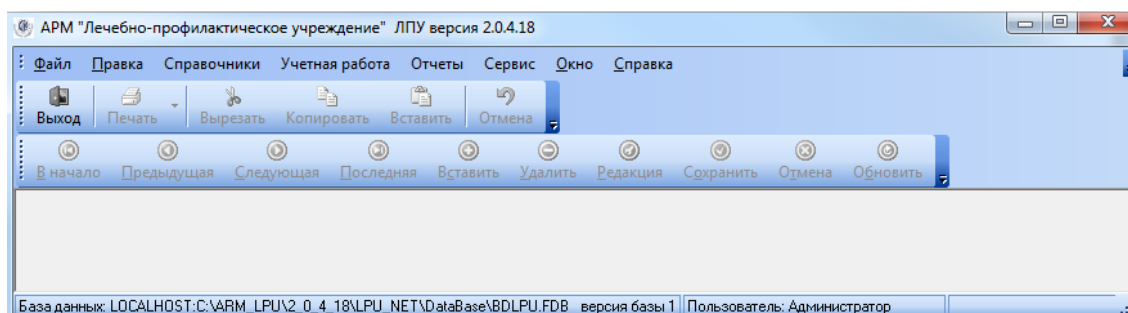 АРМ "Лечебно-профилактическое учреждение" ЛПУ версия 2.0.4.18
Файл Правка Справочники Учетная работа Отчеты Сервис Окно Справка
Выход Печать Вырезать Копировать Вставить Отмена
В начало Предыдущая Следующая Последняя Вставить Удалить Редакция Сохранить Отмена Обновить
База данных: LOCALHOST:C:\ARM_LPU\2_0_4_18\LPU_NET\DataBase\BDLPU.FDB версия базы 1 Пользователь: Администратор